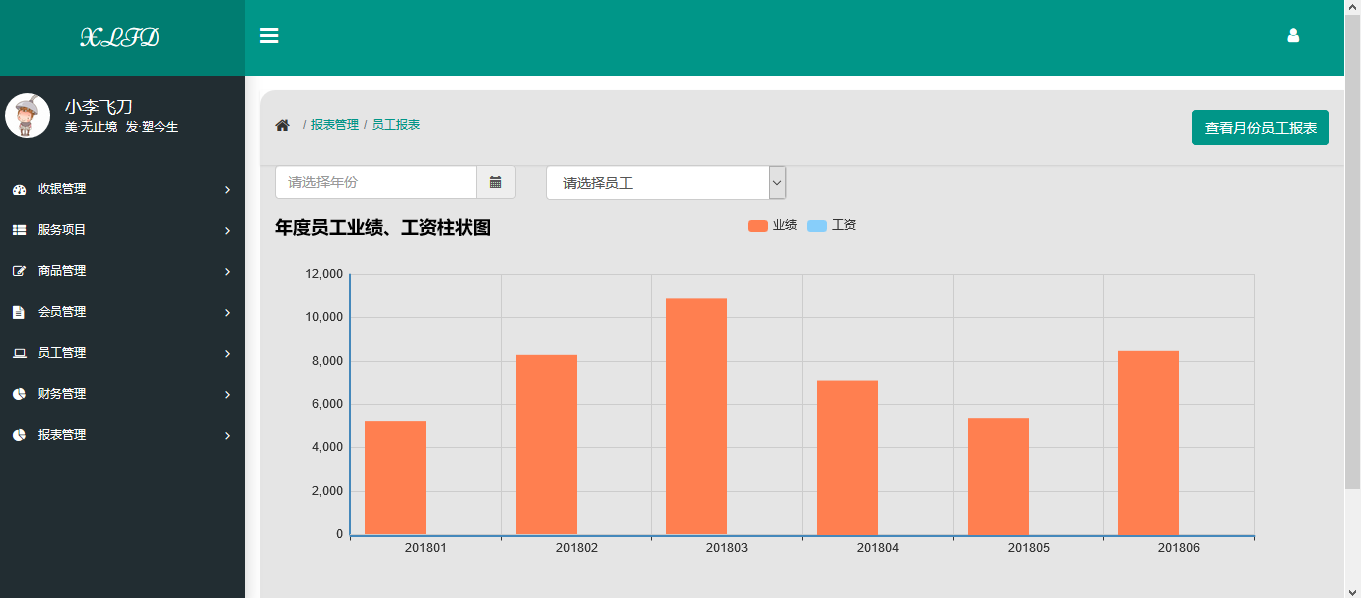 XLFD
小李飞刀
美·无止境 发·塑今生
收银管理
服务项目
商品管理
会员管理
员工管理
财务管理
报表管理
/ 报表管理 / 员工报表
查看月份员工报表
请选择年份
请选择员工
年度员工业绩、工资柱状图
业绩 工资
12,000
10,000
8,000
6,000
4,000
2,000
0
201801 201802 201803 201804 201805 201806